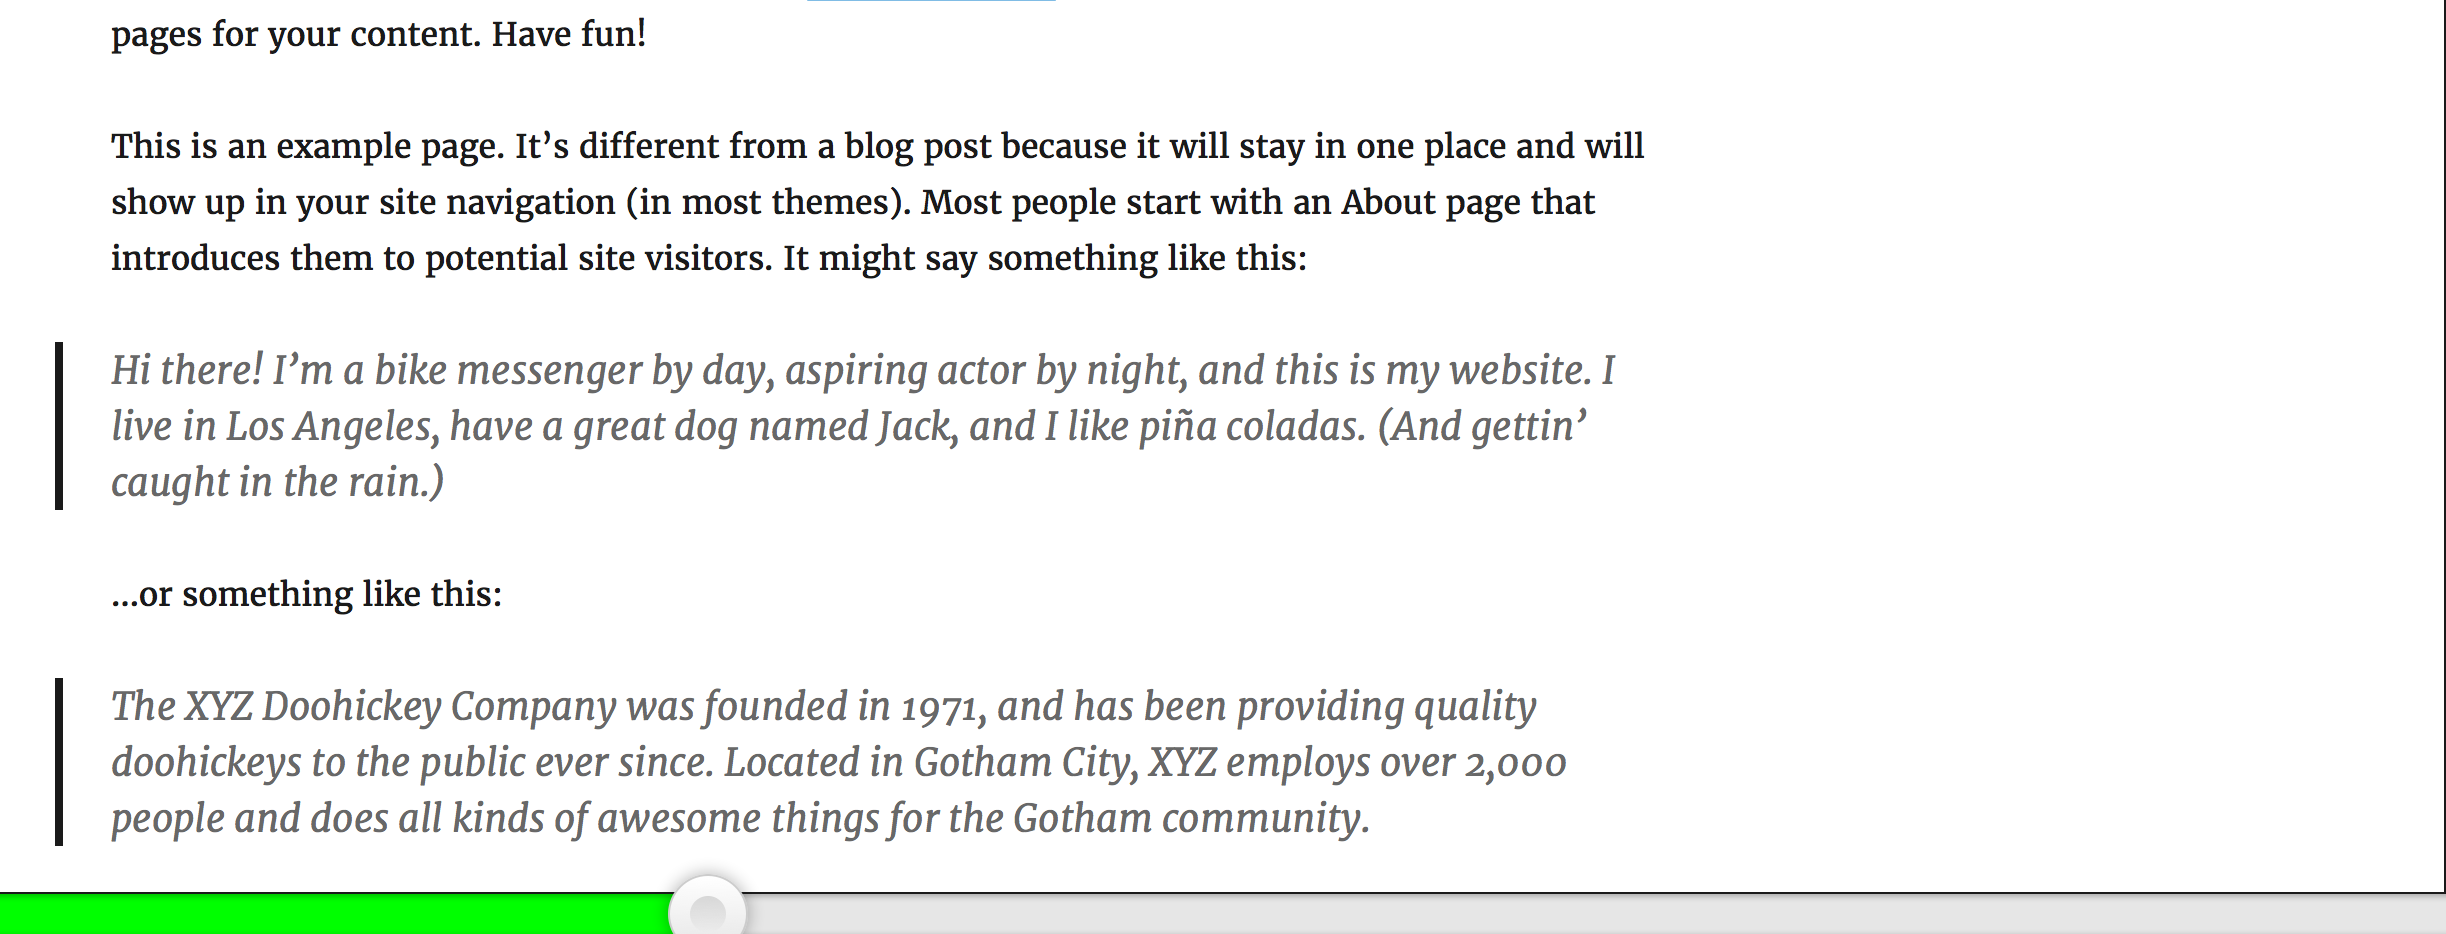 pages for your content. Have fun!
This is an example page. It’s different from a blog post because it will stay in one place and will
show up in your site navigation (in most themes). Most people start with an About page that
introduces them to potential site visitors. It might say something like this:
Hi there! I’m a bike messenger by day, aspiring actor by night, and this is my website. I
live in Los Angeles, have a great dog named Jack, and I like piña coladas. (And gettin’
caught in the rain.)
…or something like this:
The XYZ Doohickey Company was founded in 1971, and has been providing quality
doohickeys to the public ever since. Located in Gotham City, XYZ employs over 2,000
people and does all kinds of awesome things for the Gotham community.